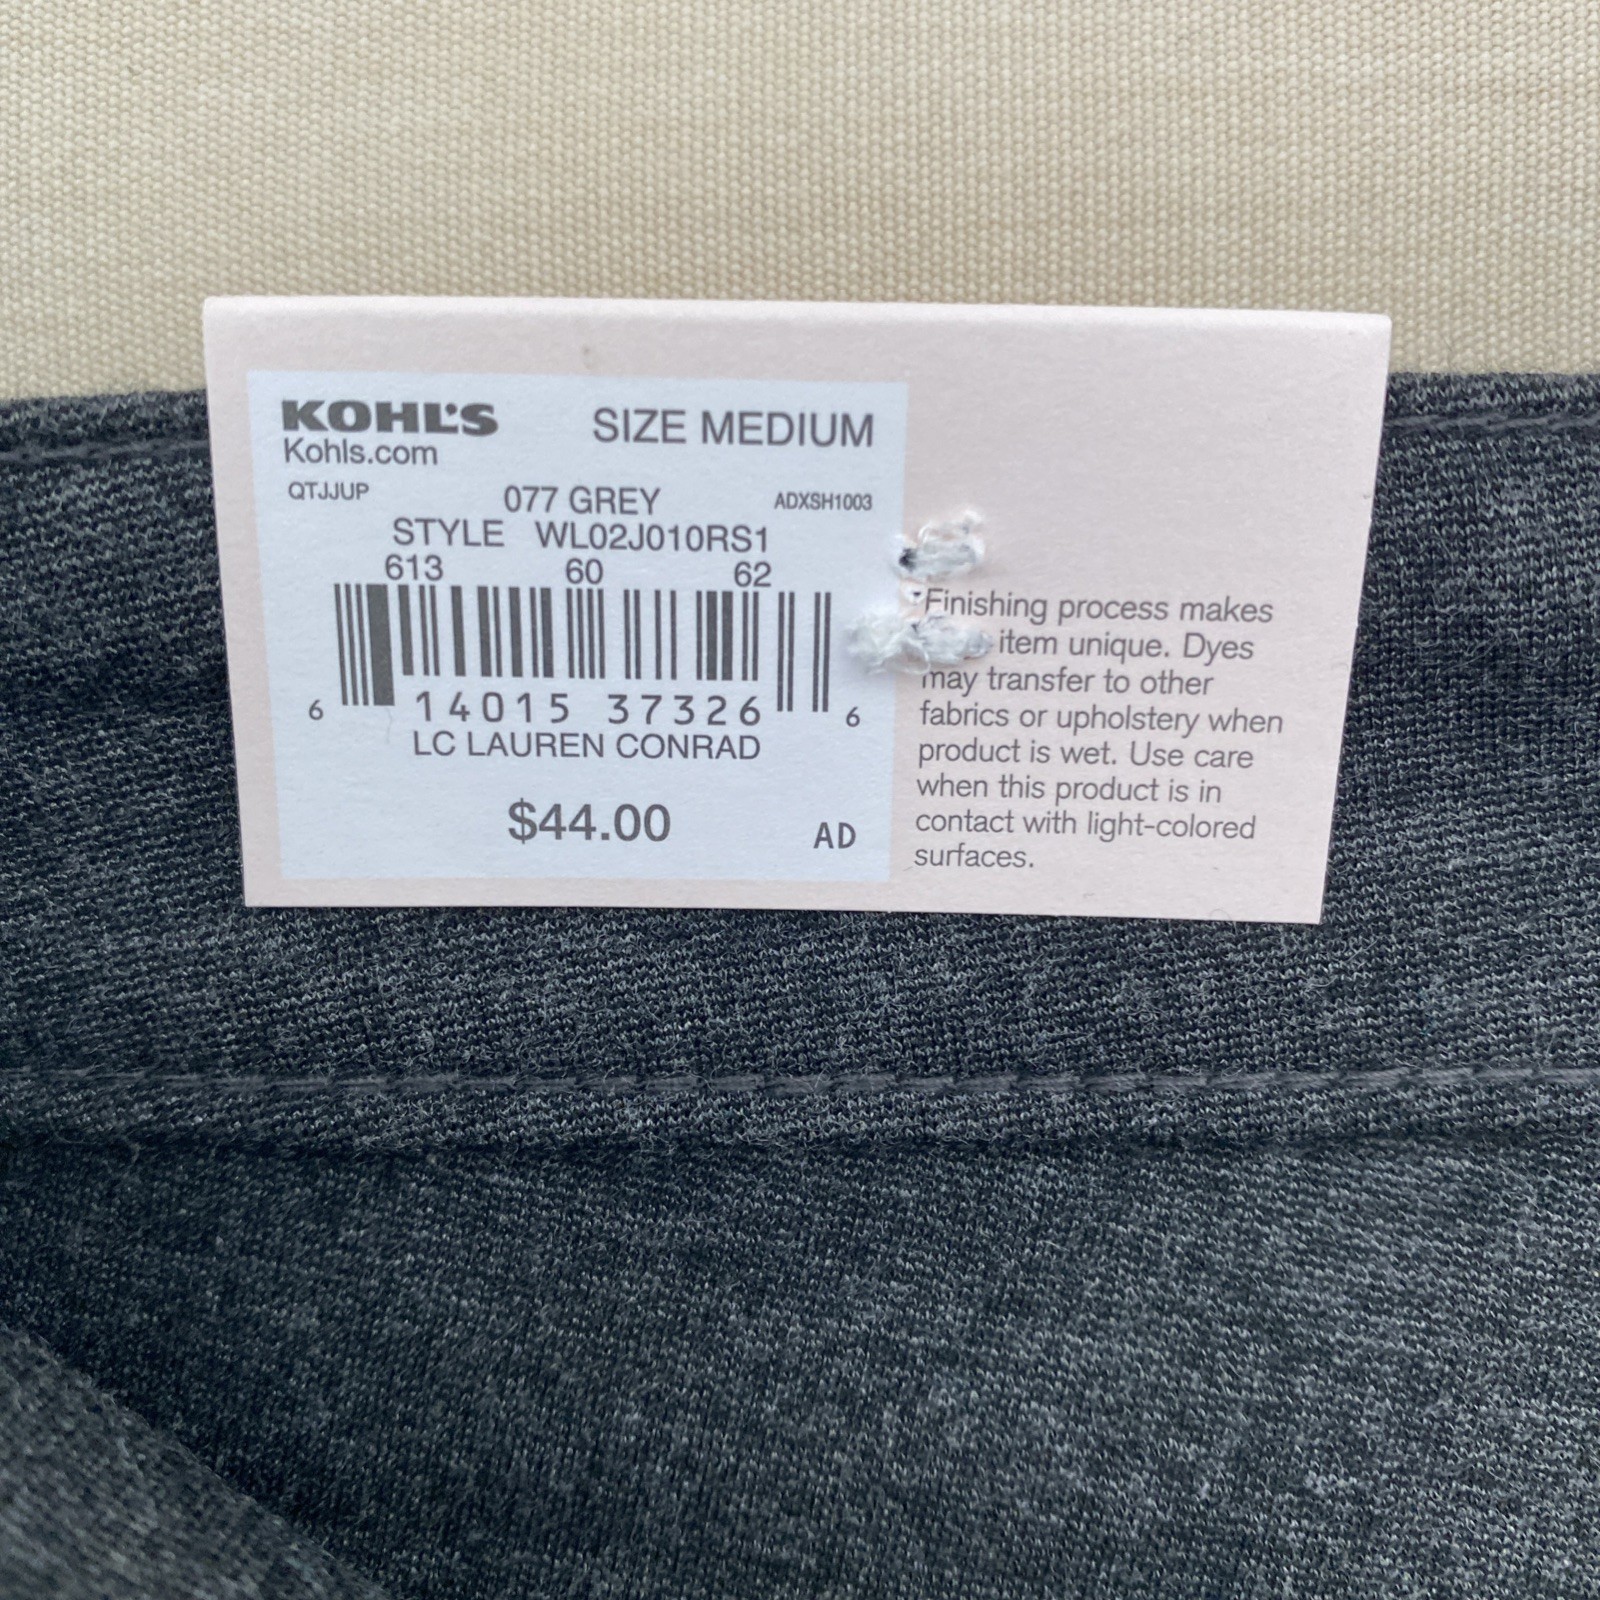 KOHL'S
Kohls.com
SIZE MEDIUM
QTJJUP
077 GREY
ADXSH1003
STYLE WL02J010RS1
613 60 62
6 14015 37326 6
LC LAUREN CONRAD
$44.00
AD
Finishing process makes
item unique. Dyes
may transfer to other
fabrics or upholstery when
product is wet. Use care
when this product is in
contact with light-colored
surfaces.